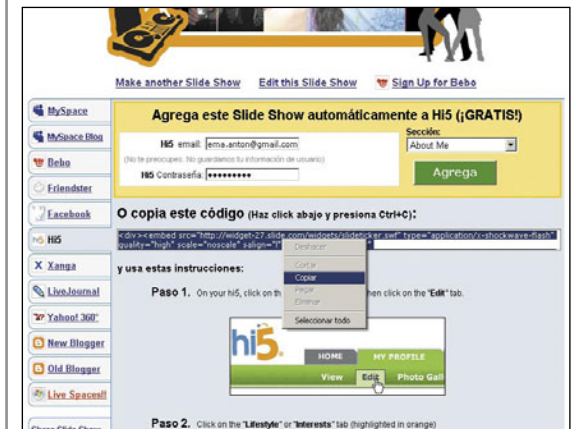 Make another Slide Show Edit this Slide Show Sign Up for Bebo
MySpace
MySpace Blog
Bebo
Friendster
Facebook
Hi5
Xanga
LiveJournal
Yahoo! 360°
New Blogger
Old Blogger
Live Spaces!!
Share Slide Show
Agrega este Slide Show automáticamente a Hi5 (¡GRATIS!)
Hi5 email: ema.anton@gmail.com
(No te preocupes. No guardamos tu información de usuario)
Hi5 Contraseña: •••••••••
Sección:
About Me
Agrega
O copia este código (Haz click abajo y presiona Ctrl+C):
<div><embed src="http://widget-27.slide.com/widgets/slideticker.swf" type="application/x-shockwave-flash"
quality="high" scale="noscale" salign="l"
Deshacer
Cortar
Copiar
Pegar
Eliminar
Seleccionar todo
y usa estas instrucciones:
Paso 1. On your hi5, click on th hen click on the "Edit" tab.
hi5.
HOME MY PROFILE
View Edit Photo Gall
Paso 2. Click on the "Lifestyle" or "Interests" tab (highlighted in orange)